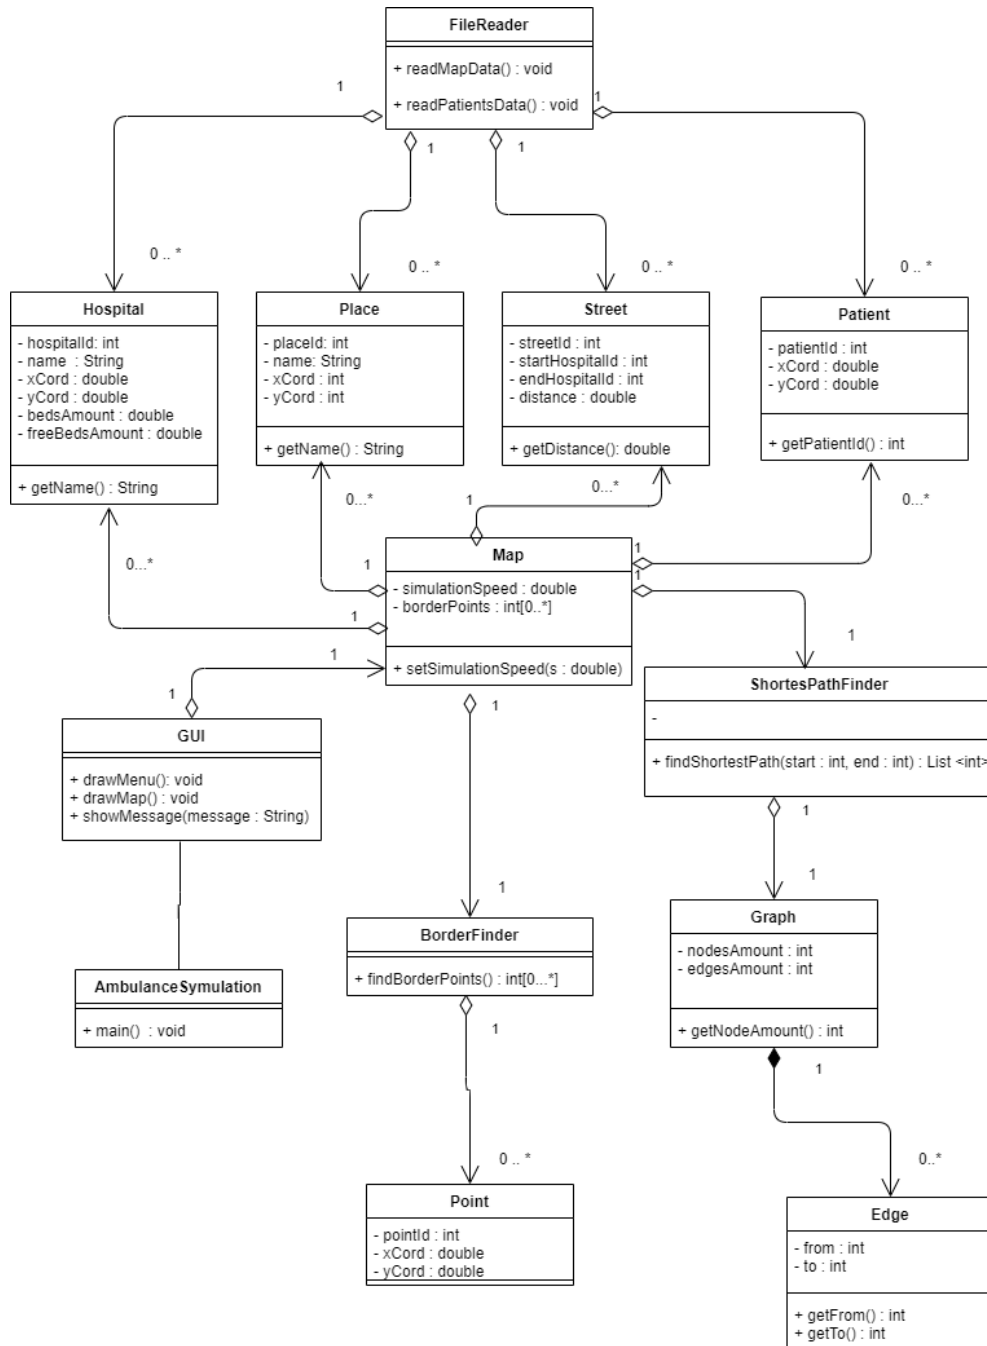 FileReader
+ readMapData() : void
+ readPatientsData() : void
1
1
1
1
0 .. *
0 .. *
0 .. *
0 .. *
Hospital
- hospitalId: int
- name  : String
- xCord : double
- yCord : double
- bedsAmount : double
- freeBedsAmount : double
+ getName() : String
Place
- placeId: int
- name: String
- xCord : int
- yCord : int
+ getName() : String
Street
- streetId : int
- startHospitalId : int
- endHospitalId : int
- distance : double
+ getDistance(): double
Patient
- patientId : int
- xCord : double
- yCord : double
+ getPatientId() : int
0...*
0...*
0...*
0...*
1
1
1
1
1
Map
- simulationSpeed : double
- borderPoints : int[0..*]
+ setSimulationSpeed(s : double)
1
1
1
1
ShortesPathFinder
-
+ findShortestPath(start : int, end : int) : List <int>
GUI
+ drawMenu(): void
+ drawMap() : void
+ showMessage(message : String)
1
1
1
Graph
- nodesAmount : int
- edgesAmount : int
+ getNodeAmount() : int
BorderFinder
+ findBorderPoints() : int[0...*]
AmbulanceSymulation
+ main()  : void
1
1
0 .. *
0..*
Point
- pointId : int
- xCord : double
- yCord : double
Edge
- from : int
- to : int
+ getFrom() : int
+ getTo() : int